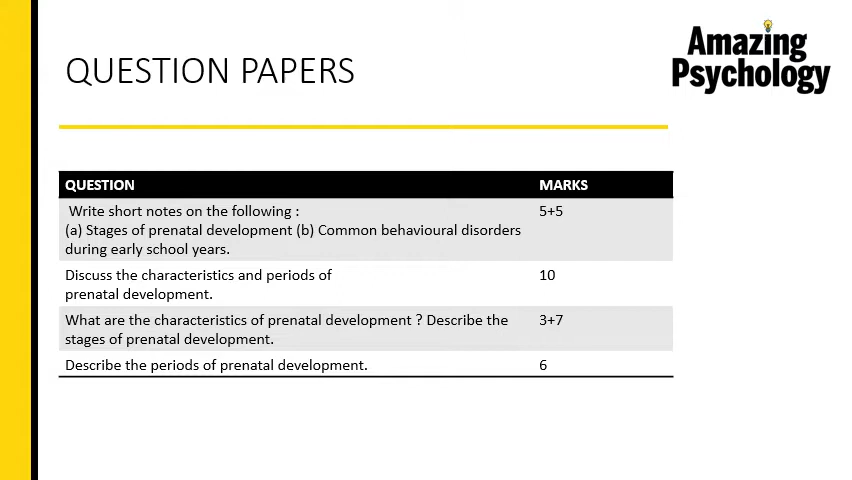 QUESTION PAPERS
Amazing
Psychology
QUESTION MARKS
Write short notes on the following : 5+5
(a) Stages of prenatal development (b) Common behavioural disorders
during early school years.
Discuss the characteristics and periods of 10
prenatal development.
What are the characteristics of prenatal development ? Describe the 3+7
stages of prenatal development.
Describe the periods of prenatal development. 6